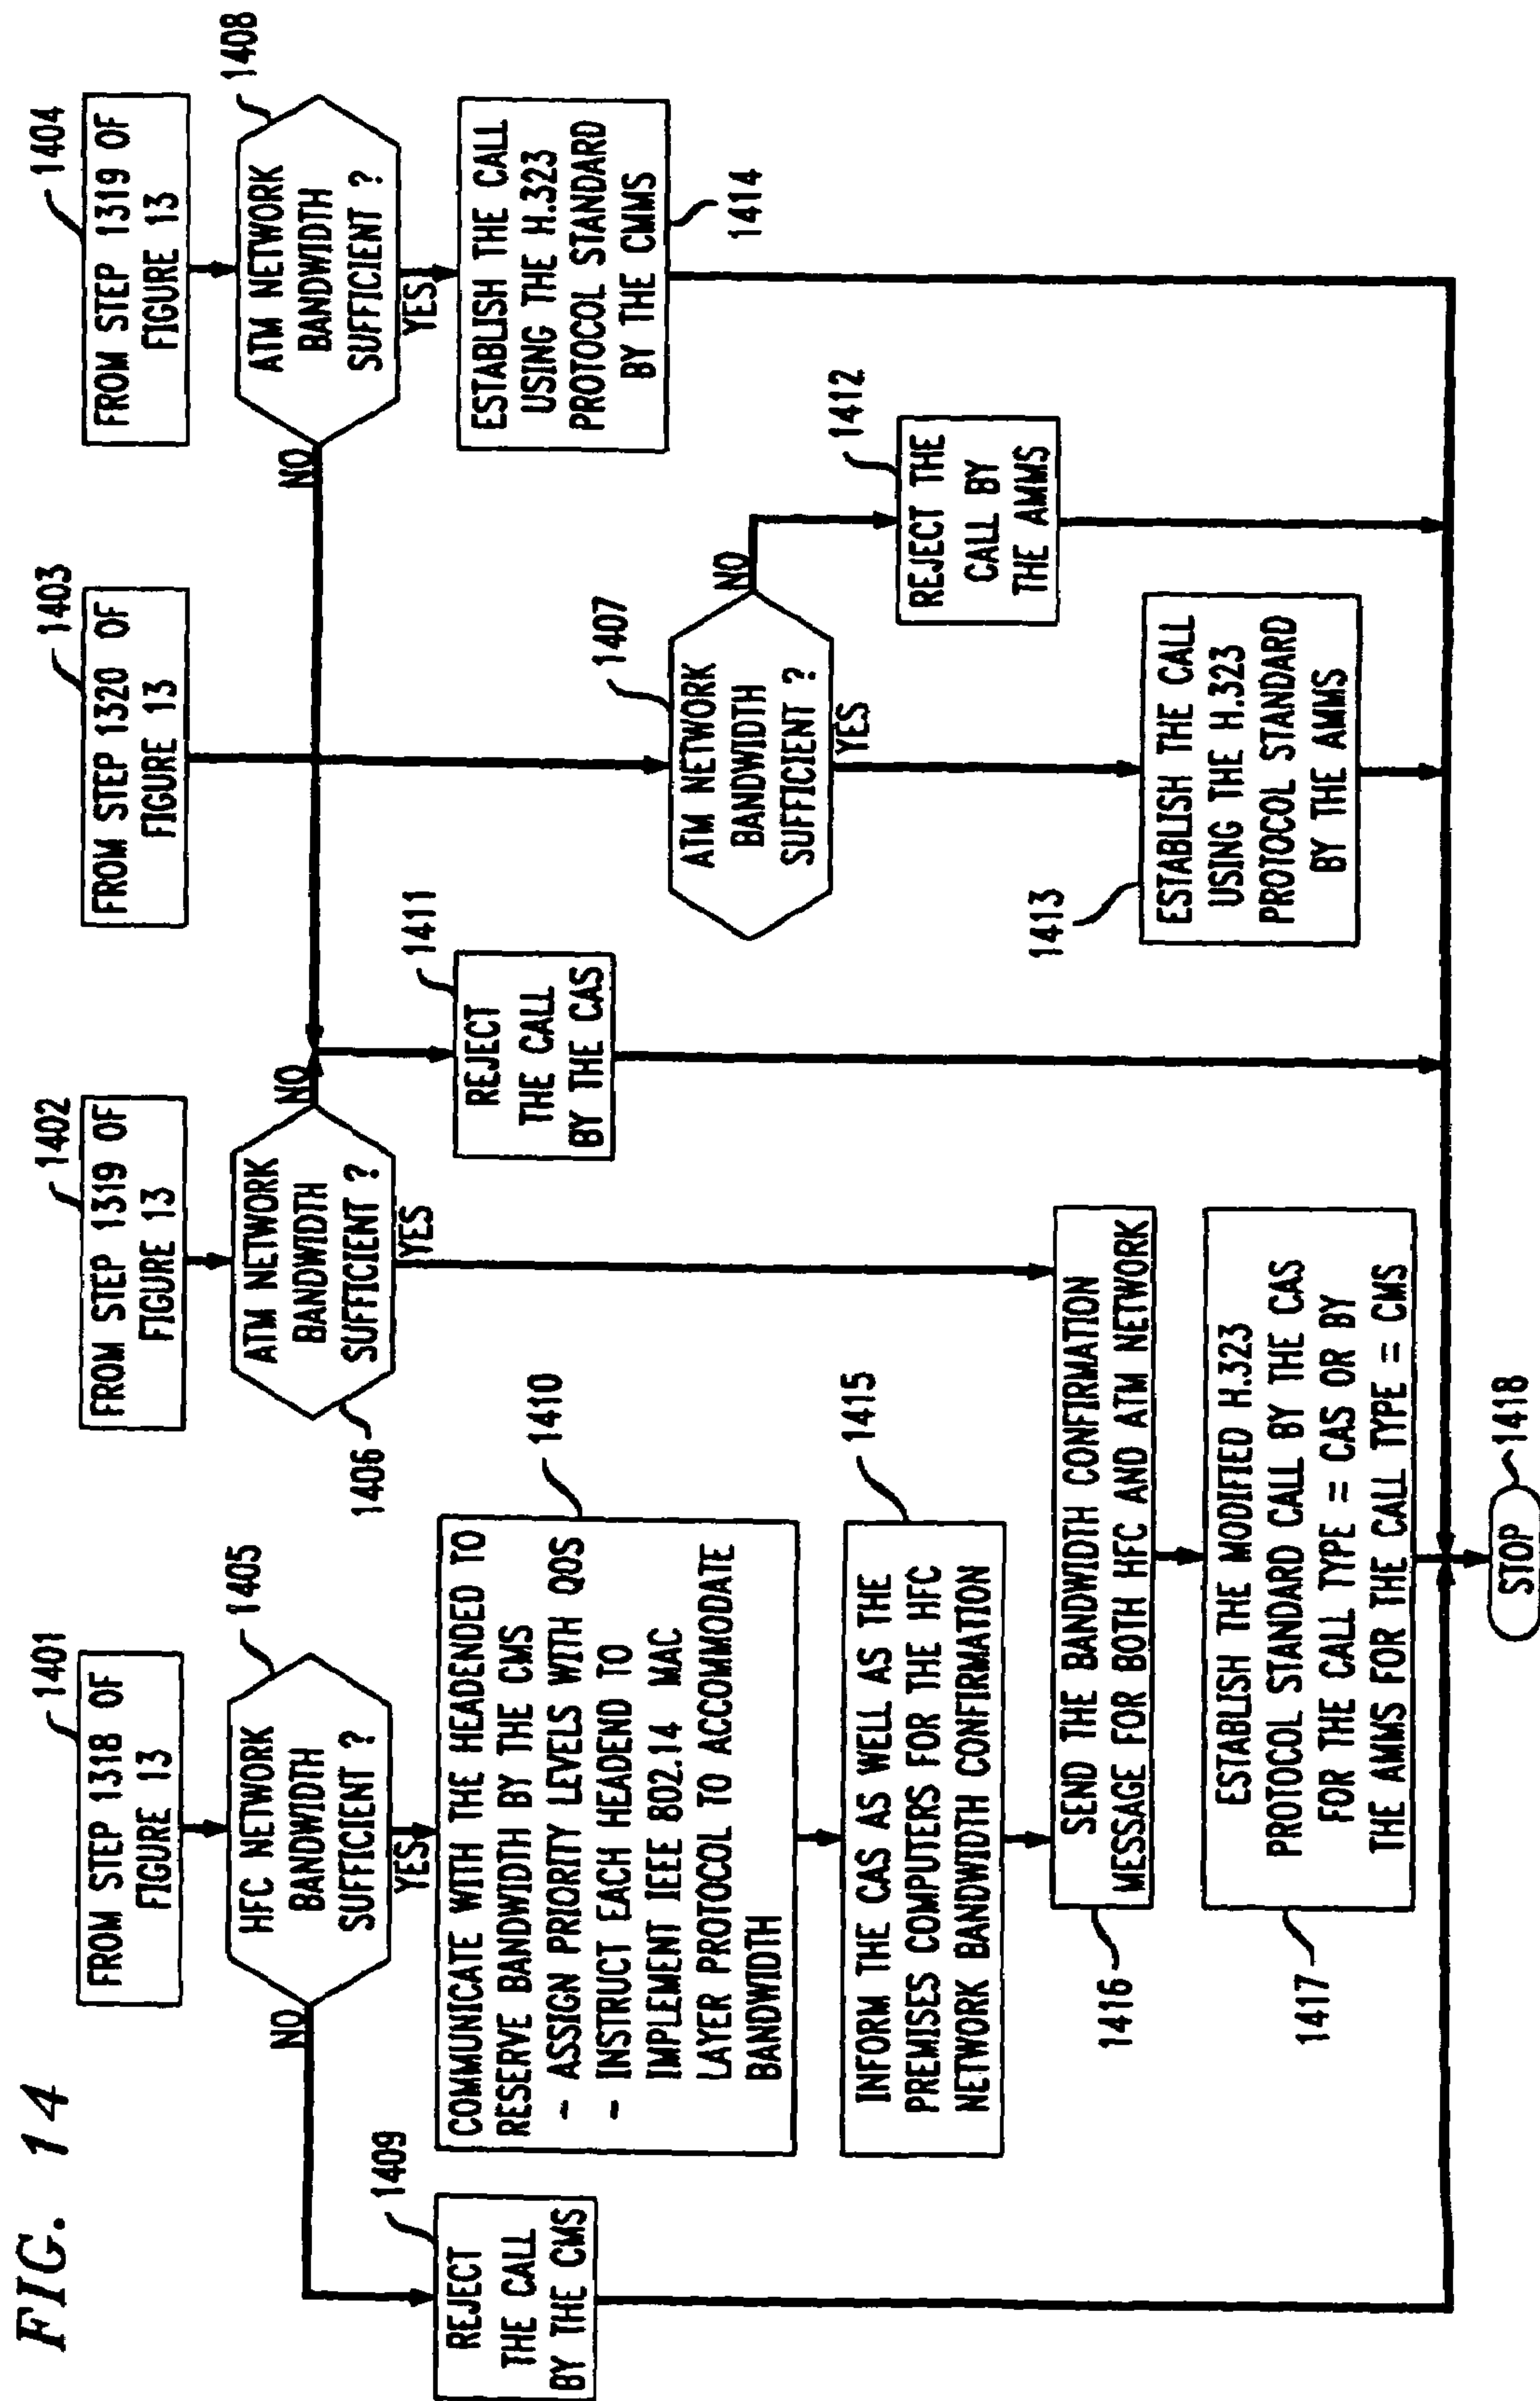 FIG. 14
1401
FROM STEP 1318 OF
FIGURE 13
1402
FROM STEP 1319 OF
FIGURE 13
1403
FROM STEP 1320 OF
FIGURE 13
1404
FROM STEP 1319 OF
FIGURE 13
1405
HFC NETWORK
BANDWIDTH
SUFFICIENT ?
NO
YES
1406
ATM NETWORK
BANDWIDTH
SUFFICIENT ?
NO
YES
1408
ATM NETWORK
BANDWIDTH
SUFFICIENT ?
NO
YES
1409
REJECT
THE CALL
BY THE CMS
1410
COMMUNICATE WITH THE HEADENDED TO
RESERVE BANDWIDTH BY THE CMS
- ASSIGN PRIORITY LEVELS WITH QOS
- INSTRUCT EACH HEADEND TO
IMPLEMENT IEEE 802.14 MAC
LAYER PROTOCOL TO ACCOMMODATE
BANDWIDTH
1411
REJECT
THE CALL
BY THE CAS
1414
ESTABLISH THE CALL
USING THE H.323
PROTOCOL STANDARD
BY THE CMMS
1407
ATM NETWORK
BANDWIDTH
SUFFICIENT ?
NO
YES
1412
REJECT THE
CALL BY
THE AMMS
1415
INFORM THE CAS AS WELL AS THE
PREMISES COMPUTERS FOR THE HFC
NETWORK BANDWIDTH CONFIRMATION
1413
ESTABLISH THE CALL
USING THE H.323
PROTOCOL STANDARD
BY THE AMMS
1416
SEND THE BANDWIDTH CONFIRMATION
MESSAGE FOR BOTH HFC AND ATM NETWORK
1417
ESTABLISH THE MODIFIED H.323
PROTOCOL STANDARD CALL BY THE CAS
FOR THE CALL TYPE = CAS OR BY
THE AMMS FOR THE CALL TYPE = CMS
STOP
1418